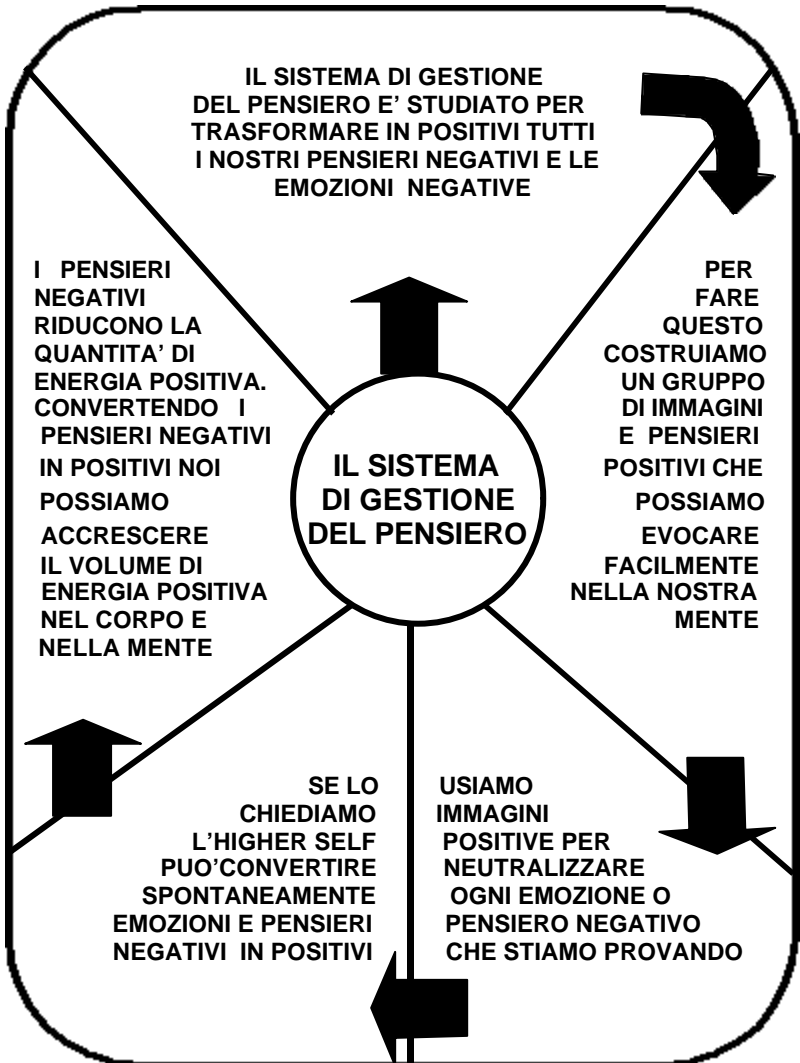 IL SISTEMA DI GESTIONE
DEL PENSIERO E' STUDIATO PER
TRASFORMARE IN POSITIVI TUTTI
I NOSTRI PENSIERI NEGATIVI E LE
EMOZIONI NEGATIVE
PER
FARE
QUESTO
COSTRUIAMO
UN GRUPPO
DI IMMAGINI
E PENSIERI
POSITIVI CHE
POSSIAMO
EVOCARE
FACILMENTE
NELLA NOSTRA
MENTE
USIAMO
IMMAGINI
POSITIVE PER
NEUTRALIZZARE
OGNI EMOZIONE O
PENSIERO NEGATIVO
CHE STIAMO PROVANDO
SE LO
CHIEDIAMO
L'HIGHER SELF
PUO'CONVERTIRE
SPONTANEAMENTE
EMOZIONI E PENSIERI
NEGATIVI IN POSITIVI
I PENSIERI
NEGATIVI
RIDUCONO LA
QUANTITA' DI
ENERGIA POSITIVA.
CONVERTENDO I
PENSIERI NEGATIVI
IN POSITIVI NOI
POSSIAMO
ACCRESCERE
IL VOLUME DI
ENERGIA POSITIVA
NEL CORPO E
NELLA MENTE
IL SISTEMA
DI GESTIONE
DEL PENSIERO